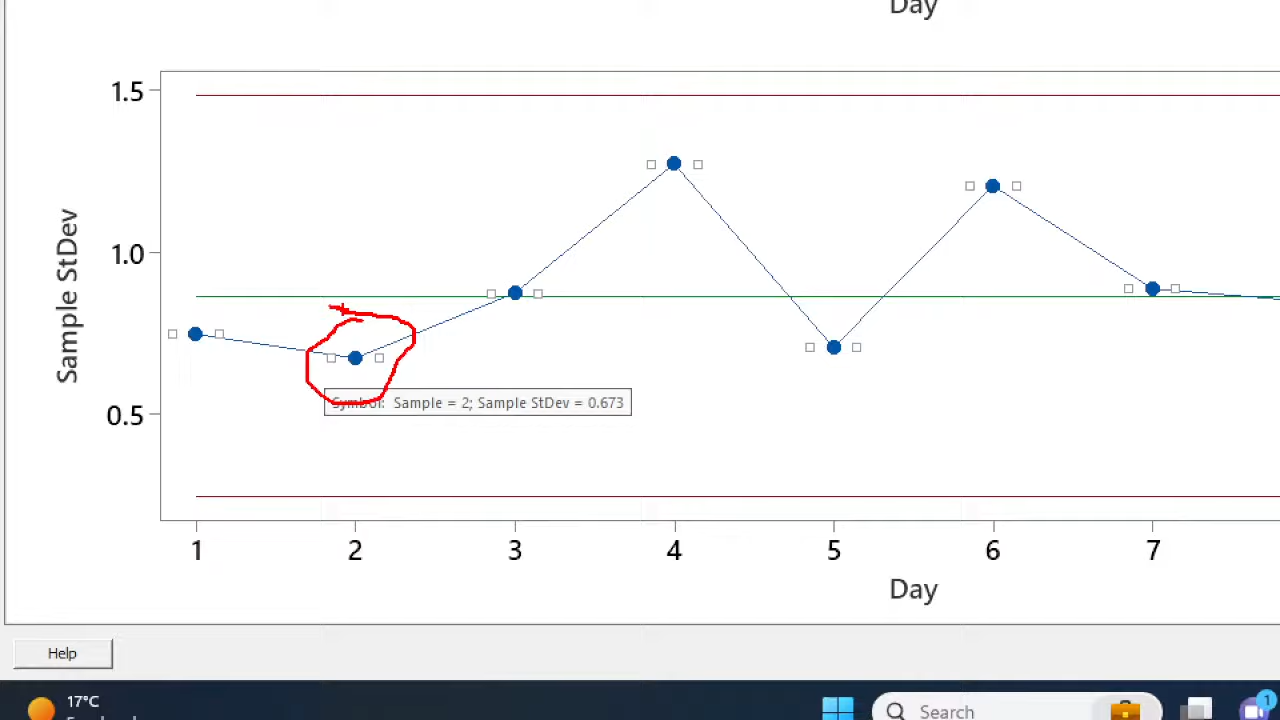 Day
1.5
1.0
0.5
Sample StDev
Symbol: Sample = 2; Sample StDev = 0.673
1 2 3 4 5 6 7
Day
Help
17°C
Search
1